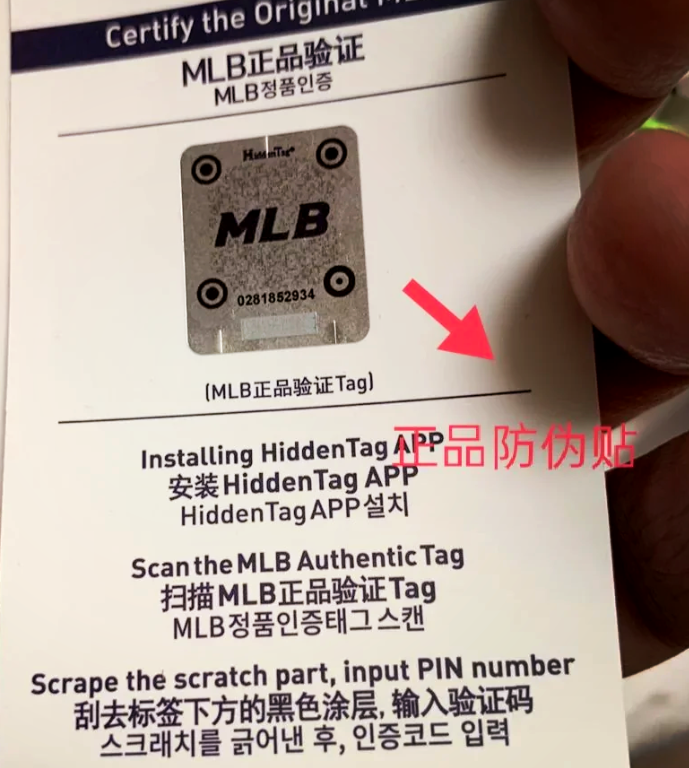 Certify the Original
MLB正品验证
MLB정품인증
HiddenTag®
MLB
0281852934
(MLB正品验证Tag)
Installing HiddenTag APP
正品防伪贴
安装HiddenTag APP
HiddenTag APP 설치
Scan the MLB Authentic Tag
扫描MLB正品验证Tag
MLB정품인증태그 스캔
Scrape the scratch part, input PIN number
刮去标签下方的黑色涂层, 输入验证码
스크래치를 긁어낸 후, 인증코드 입력